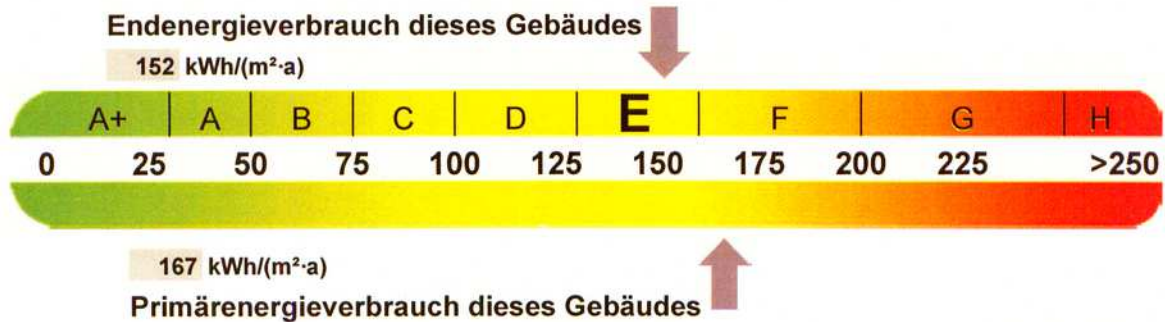 Endenergieverbrauch dieses Gebäudes
152 kWh/(m²·a)
A+ A B C D E F G H
0 25 50 75 100 125 150 175 200 225 >250
167 kWh/(m²·a)
Primärenergieverbrauch dieses Gebäudes